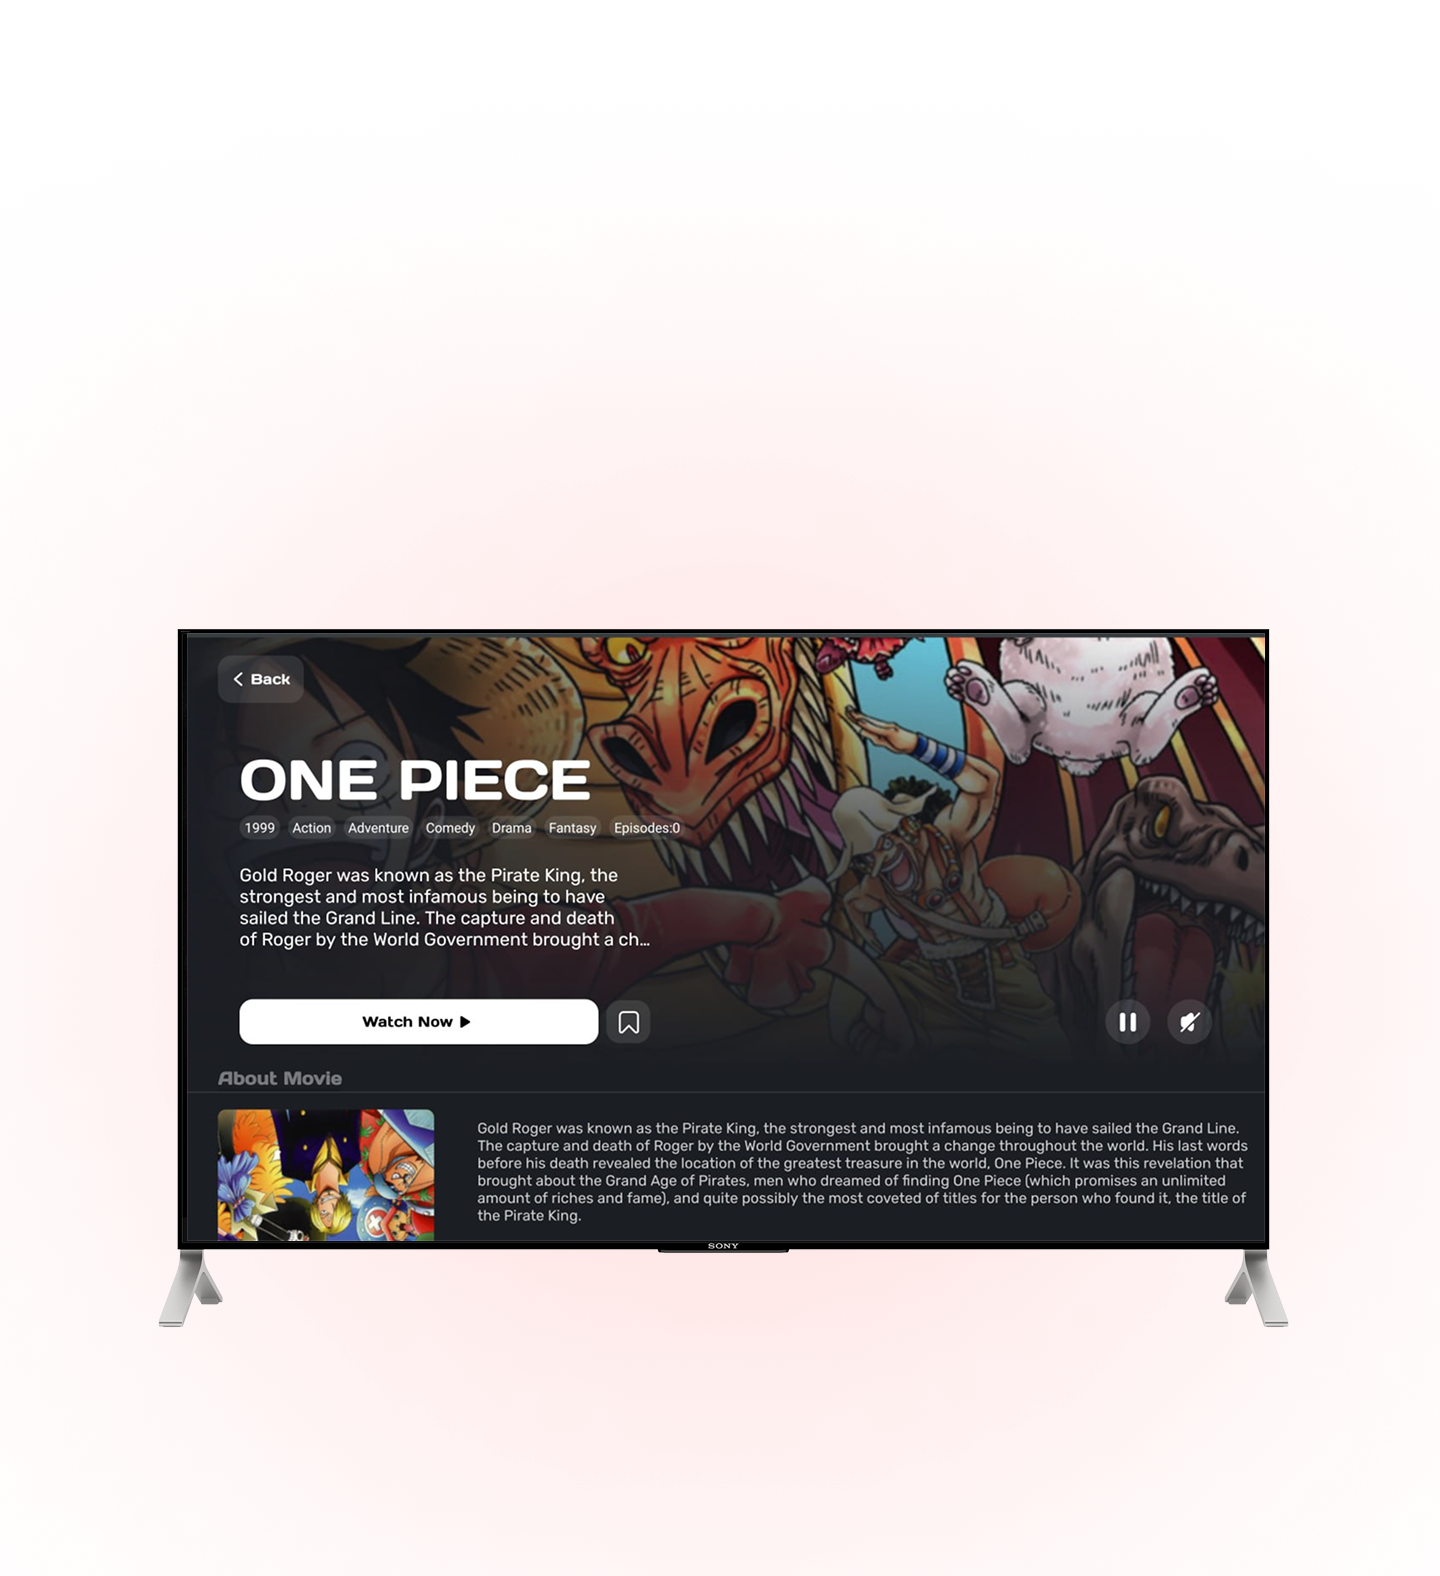 Back
ONE PIECE
1999 Action Adventure Comedy Drama Fantasy Episodes:0
Gold Roger was known as the Pirate King, the
strongest and most infamous being to have
sailed the Grand Line. The capture and death
of Roger by the World Government brought a ch...
Watch Now
About Movie
Gold Roger was known as the Pirate King, the strongest and most infamous being to have sailed the Grand Line.
The capture and death of Roger by the World Government brought a change throughout the world. His last words
before his death revealed the location of the greatest treasure in the world, One Piece. It was this revelation that
brought about the Grand Age of Pirates, men who dreamed of finding One Piece (which promises an unlimited
amount of riches and fame), and quite possibly the most coveted of titles for the person who found it, the title of
the Pirate King.
SONY